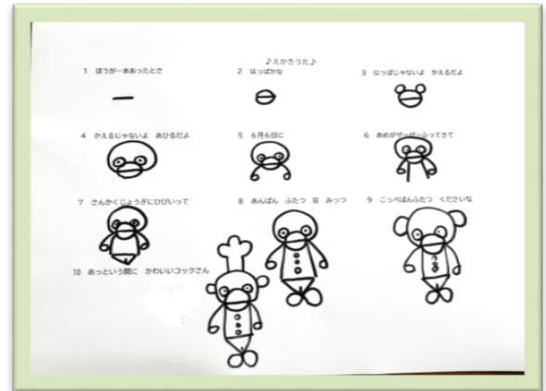 ♪えかきうた♪
1 ぼうが一本あったとさ
2 はっぱかな
3 はっぱじゃないよ かえるだよ
4 かえるじゃないよ あひるだよ
5 6月6日に
6 あめがざーざーふってきて
7 さんかくじょうぎにひびいって
8 あんぱん ふたつ 豆 みっつ
9 こっぺぱんふたつ くださいな
10 あっという間に かわいいコックさん